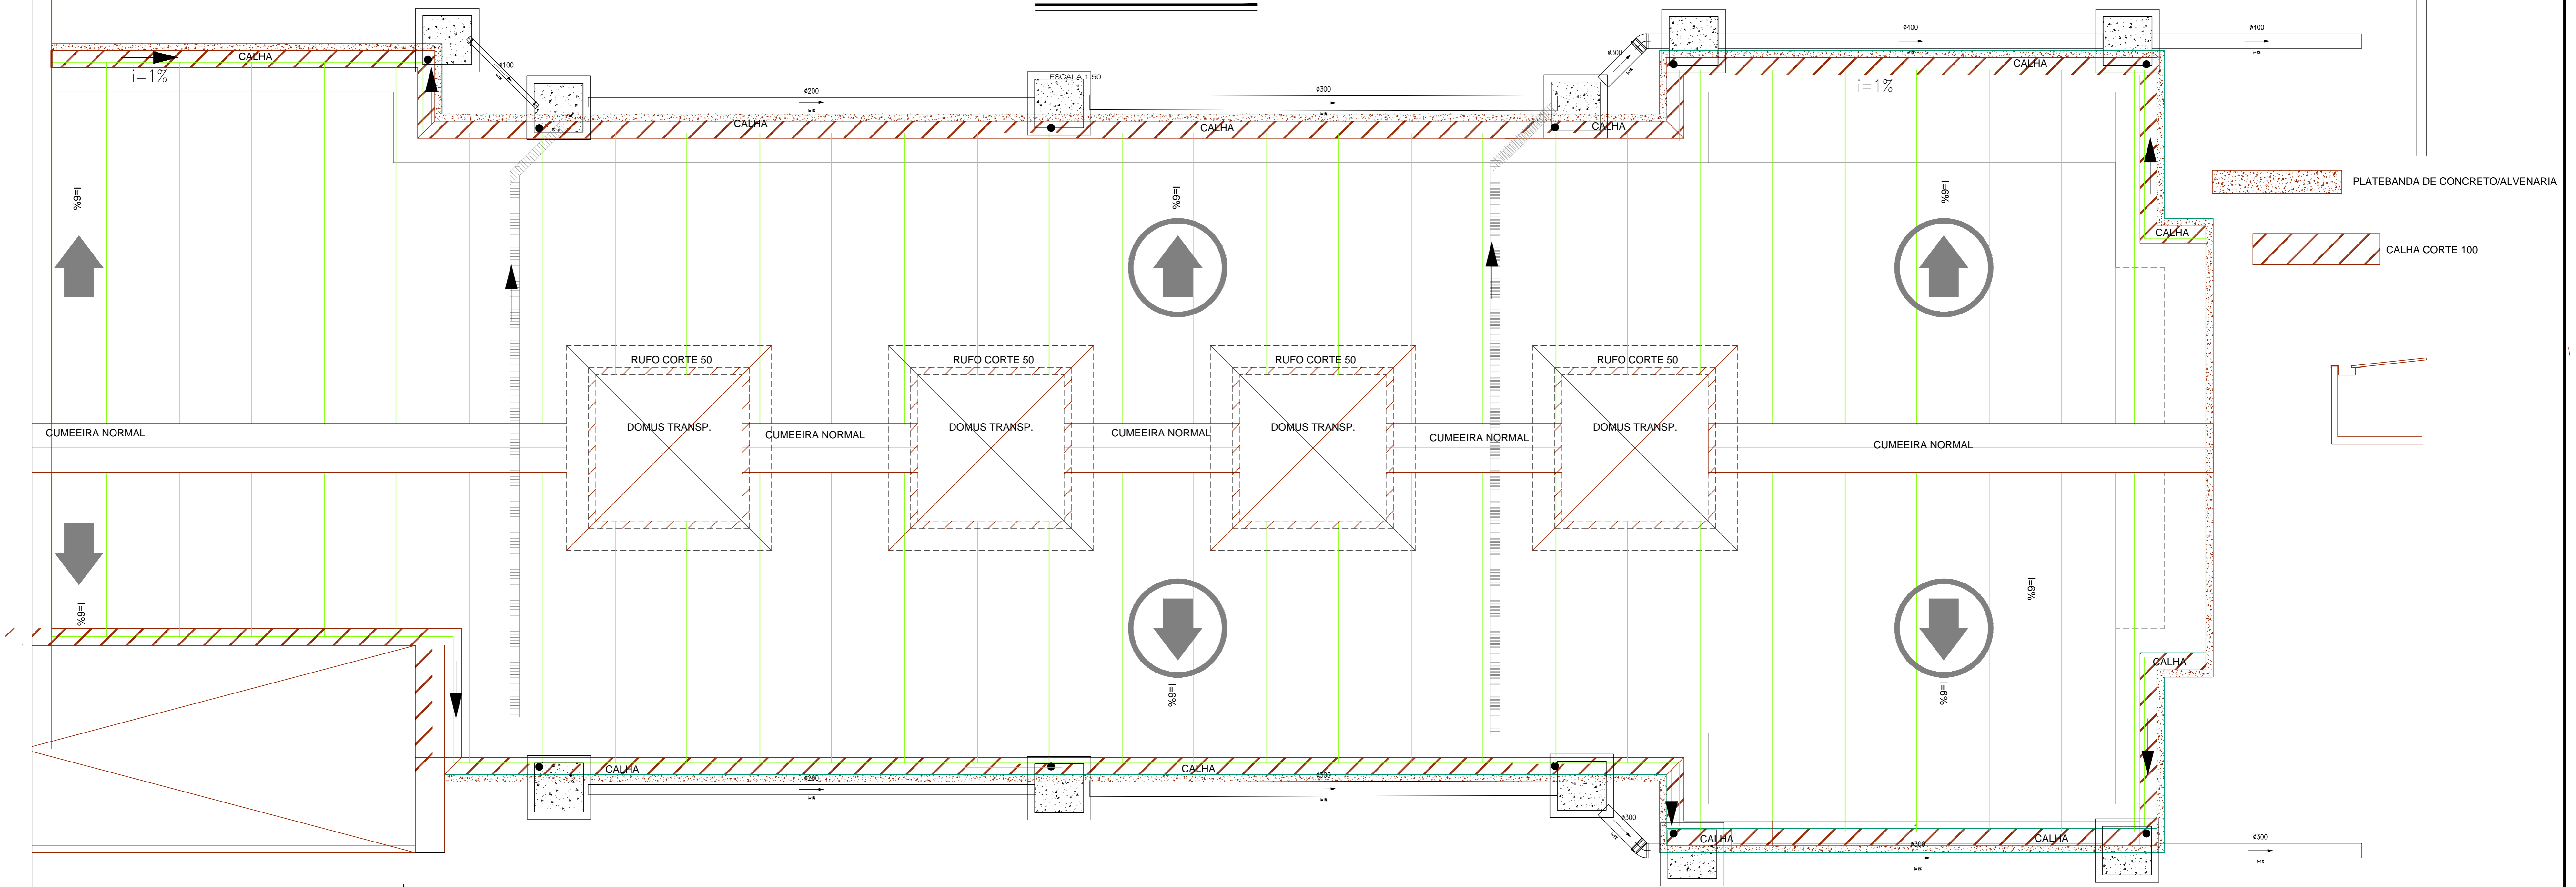 ø400
ø400
ø300
CALHA
CALHA
i=1%
i=1%
ø100
ESCALA 1:50
ø200
ø300
CALHA
CALHA
CALHA
PLATEBANDA DE CONCRETO/ALVENARIA
I=6%
I=6%
I=6%
CALHA
CALHA CORTE 100
RUFO CORTE 50
RUFO CORTE 50
RUFO CORTE 50
RUFO CORTE 50
DOMUS TRANSP.
DOMUS TRANSP.
DOMUS TRANSP.
DOMUS TRANSP.
CUMEEIRA NORMAL
CUMEEIRA NORMAL
CUMEEIRA NORMAL
CUMEEIRA NORMAL
CUMEEIRA NORMAL
I=6%
I=6%
CALHA
I=6%
I=6%
CALHA
CALHA
ø200
ø300
ø300
CALHA
CALHA
ø300
ø300